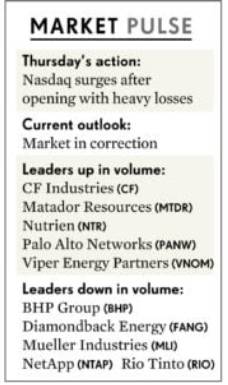 MARKET PULSE
Thursday's action:
Nasdaq surges after
opening with heavy losses
Current outlook:
Market in correction
Leaders up in volume:
CF Industries (CF)
Matador Resources (MTDR)
Nutrien (NTR)
Palo Alto Networks (PANW)
Viper Energy Partners (VNOM)
Leaders down in volume:
BHP Group (BHP)
Diamondback Energy (FANG)
Mueller Industries (MLI)
NetApp (NTAP) Rio Tinto (RIO)